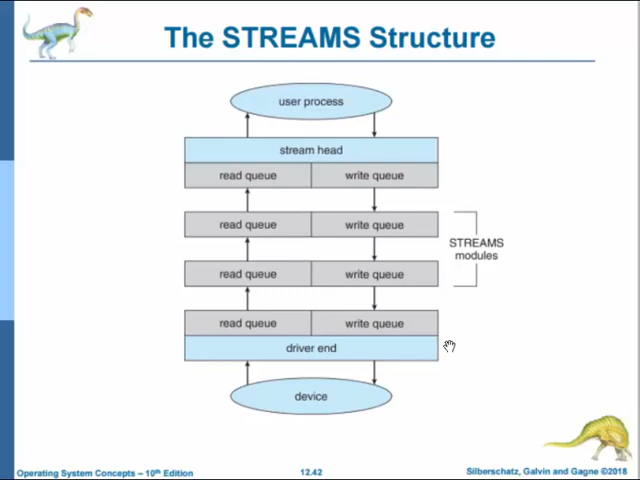 The STREAMS Structure
user process
stream head
read queue write queue
read queue write queue
STREAMS
modules
read queue write queue
read queue write queue
driver end
device
Operating System Concepts – 10th Edition 12.42 Silberschatz, Galvin and Gagne ©2018